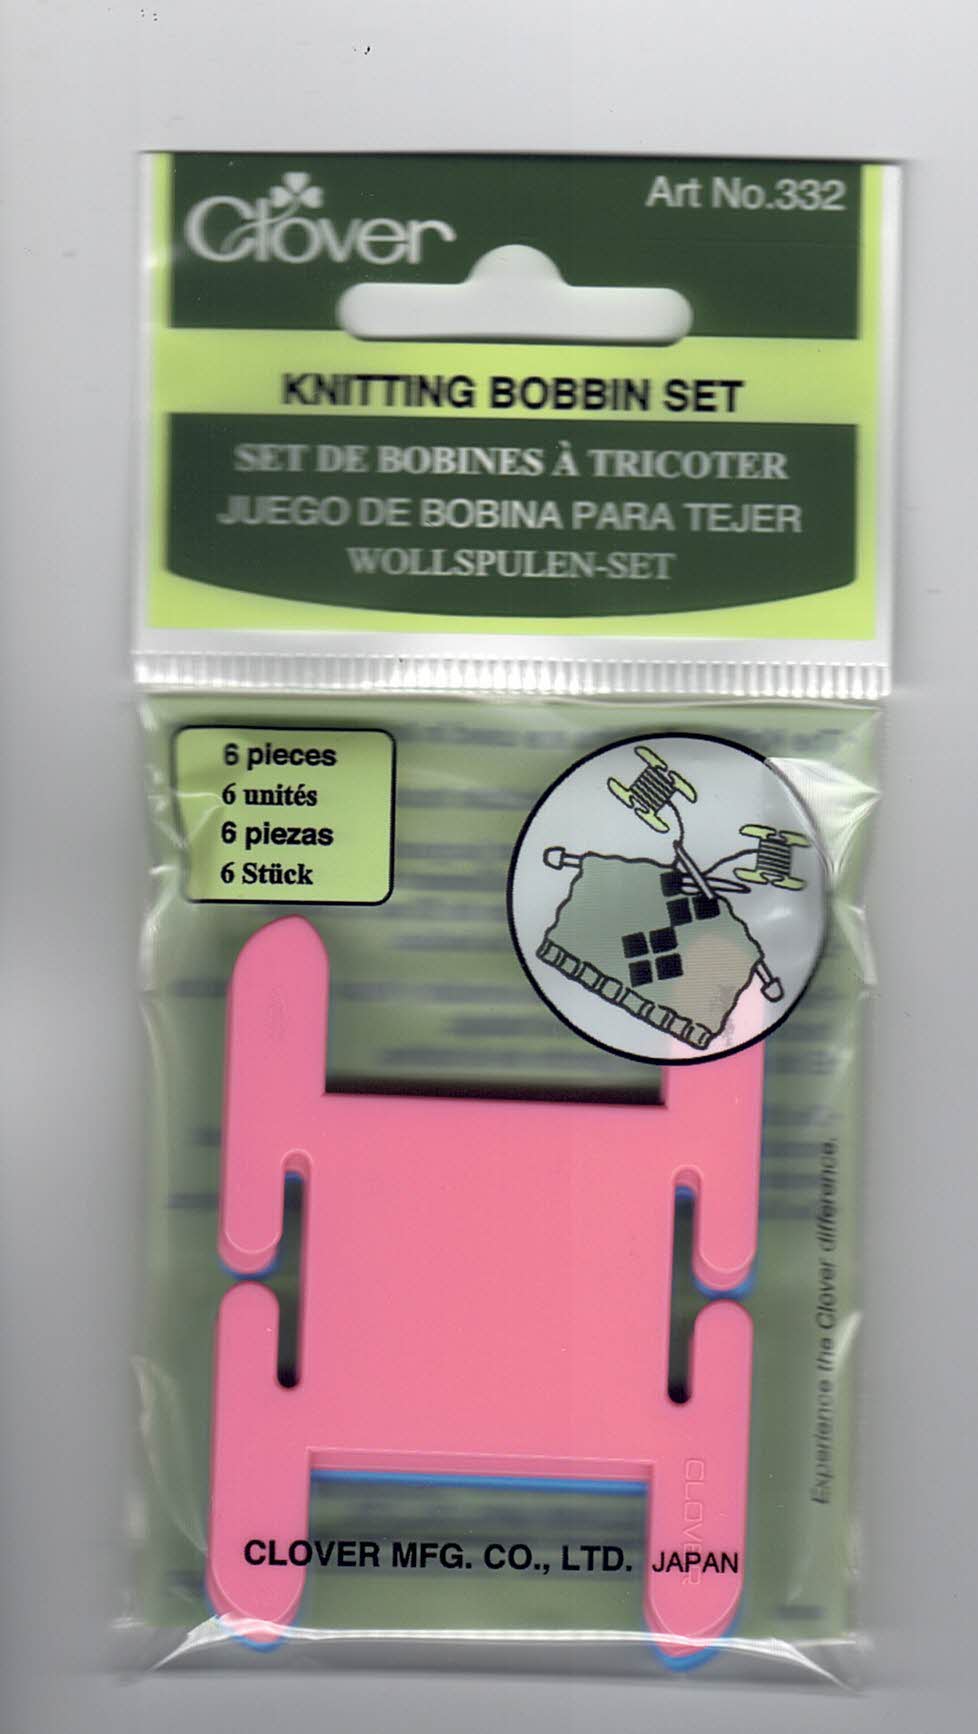 Clover
Art No.332
KNITTING BOBBIN SET
SET DE BOBINES À TRICOTER
JUEGO DE BOBINA PARA TEJER
WOLLSPULEN-SET
6 pieces
6 unités
6 piezas
6 Stück
Experience the Clover difference.
CLOVER
CLOVER MFG. CO., LTD. JAPAN